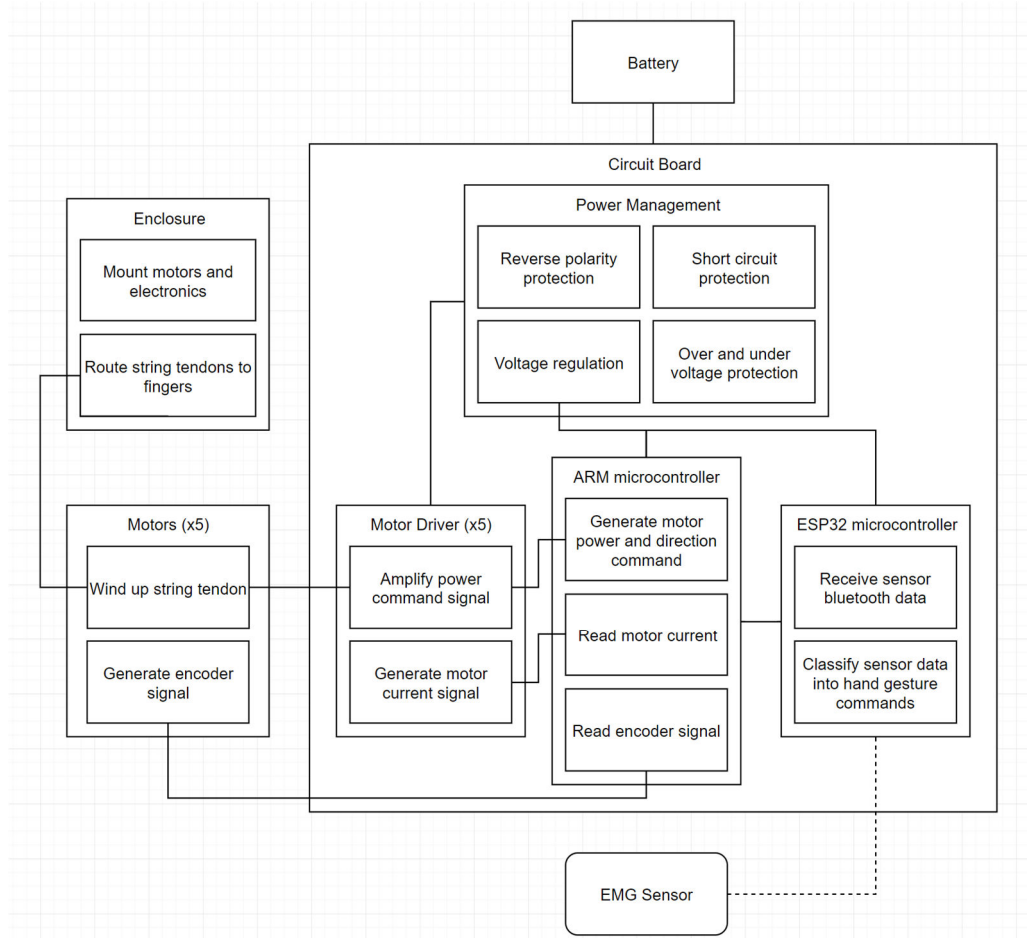 Battery
Circuit Board
Power Management
Reverse polarity
protection
Short circuit
protection
Voltage regulation
Over and under
voltage protection
Enclosure
Mount motors and
electronics
Route string tendons to
fingers
Motors (x5)
Wind up string tendon
Generate encoder
signal
Motor Driver (x5)
Amplify power
command signal
Generate motor
current signal
ARM microcontroller
Generate motor
power and direction
command
Read motor current
Read encoder signal
ESP32 microcontroller
Receive sensor
bluetooth data
Classify sensor data
into hand gesture
commands
EMG Sensor